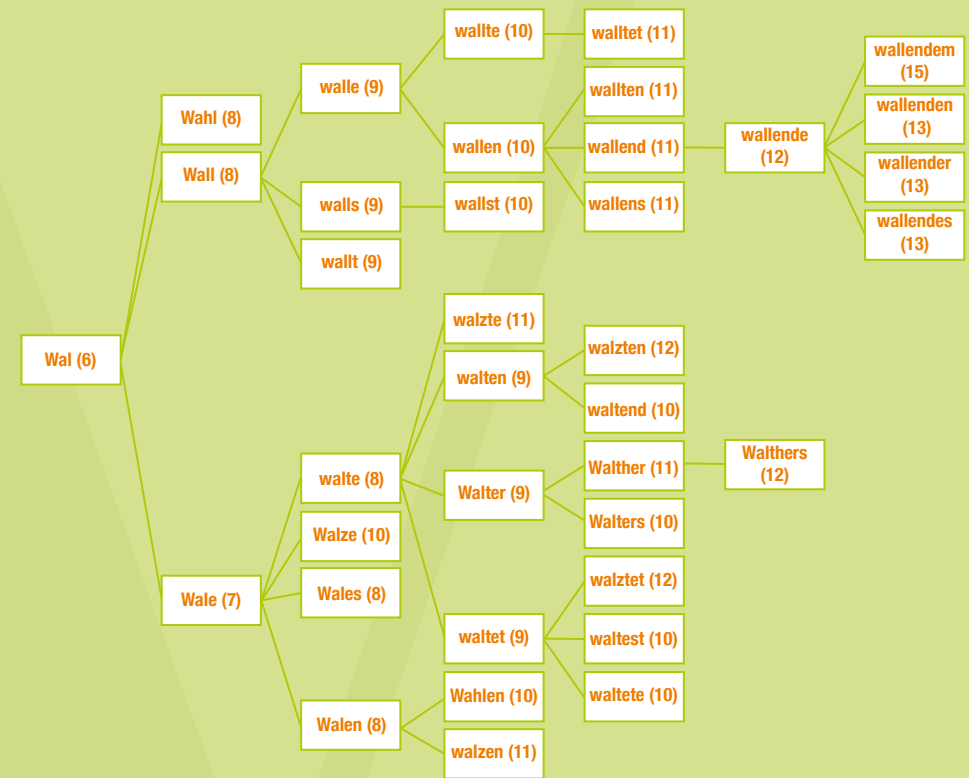 Wal (6)
Wahl (8)
Wall (8)
Wale (7)
walle (9)
walls (9)
wallt (9)
walte (8)
Walze (10)
Wales (8)
Walen (8)
wallte (10)
wallen (10)
wallst (10)
walzte (11)
walten (9)
Walter (9)
waltet (9)
Wahlen (10)
walzen (11)
walltet (11)
wallten (11)
wallend (11)
wallens (11)
walzten (12)
waltend (10)
Walther (11)
Walters (10)
walztet (12)
waltest (10)
waltete (10)
wallende
(12)
Walthers
(12)
wallendem
(15)
wallenden
(13)
wallender
(13)
wallendes
(13)